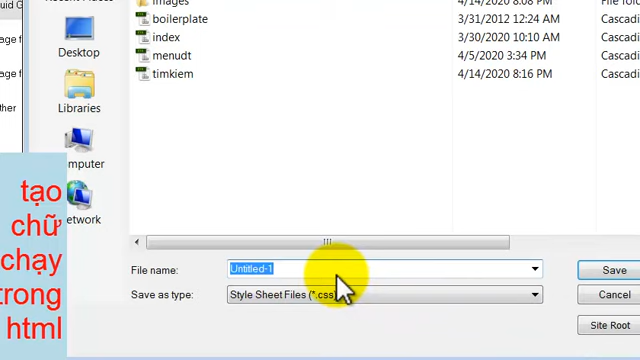 Images 4/14/2020 8:08 PM File fold
boilerplate 3/31/2012 12:24 AM Cascadi
index 3/30/2020 10:10 AM Cascadi
menudt 4/5/2020 3:34 PM Cascadi
timkiem 4/14/2020 8:16 PM Cascadi
Desktop
Libraries
omputer
etwork
File name: Untitled-1 Save
Save as type: Style Sheet Files (*.css) Cancel
Site Root
tạo
chữ
chạy
trong
html